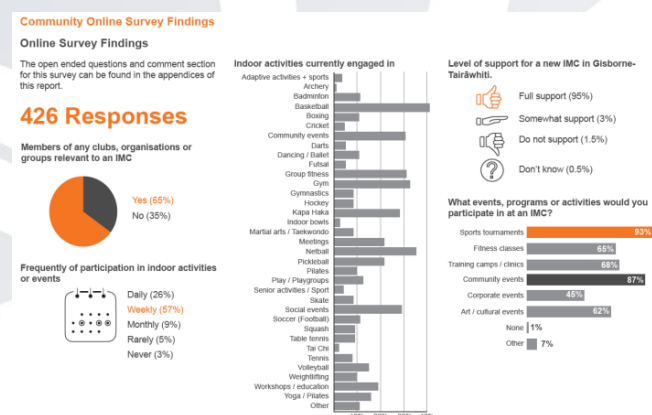 Community Online Survey Findings
Online Survey Findings
The open ended questions and comment section
for this survey can be found in the appendices of
this report.
426 Responses
Members of any clubs, organisations or
groups relevant to an IMC
Yes (65%)
No (35%)
Frequently of participation in indoor activities
or events
Daily (26%)
Weekly (57%)
Monthly (9%)
Rarely (5%)
Never (3%)
Indoor activities currently engaged in
Adaptive activities + sports
Archery
Badminton
Basketball
Boxing
Cricket
Community events
Darts
Dancing / Ballet
Futsal
Group fitness
Gym
Gymnastics
Hockey
Kapa Haka
Indoor bowls
Martial arts / Taekwondo
Meetings
Netball
Pickleball
Pilates
Play / Playgroups
Senior activities / Sport
Skate
Social events
Soccer (Football)
Squash
Table tennis
Tai Chi
Tennis
Volleyball
Weightlifting
Workshops / education
Yoga / Pilates
Other
Level of support for a new IMC in Gisborne-
Tairāwhiti.
Full support (95%)
Somewhat support (3%)
Do not support (1.5%)
Don't know (0.5%)
What events, programs or activities would you
participate in at an IMC?
Sports tournaments 93%
Fitness classes 65%
Training camps / clinics 68%
Community events 87%
Corporate events 45%
Art / cultural events 62%
None 1%
Other 7%